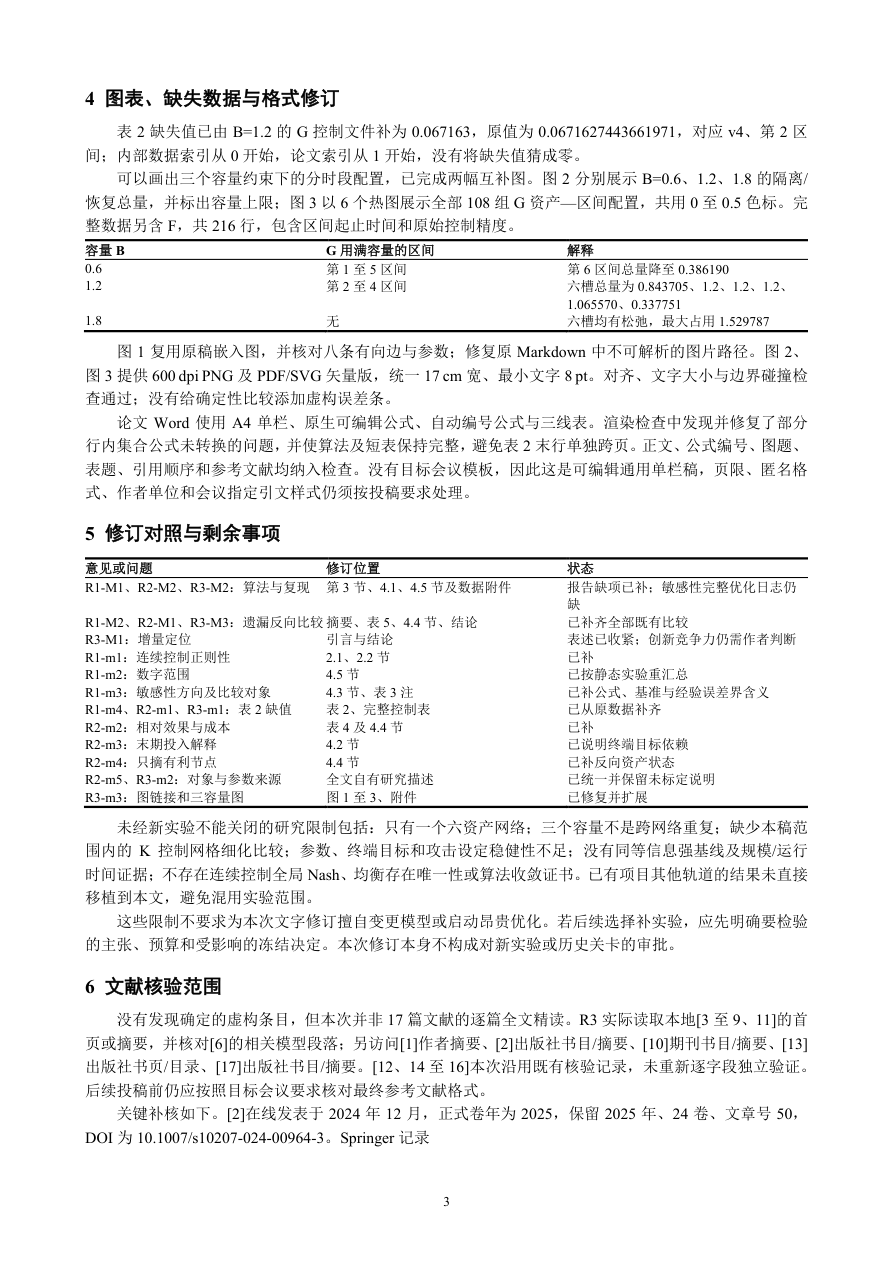 4 图表、缺失数据与格式修订
表 2 缺失值已由 B=1.2 的 G 控制文件补为 0.067163，原值为 0.0671627443661971，对应 v4、第 2 区
间；内部数据索引从 0 开始，论文索引从 1 开始，没有将缺失值猜成零。
可以画出三个容量约束下的分时段配置，已完成两幅互补图。图 2 分别展示 B=0.6、1.2、1.8 的隔离/
恢复总量，并标出容量上限；图 3 以 6 个热图展示全部 108 组 G 资产—区间配置，共用 0 至 0.5 色标。完
整数据另含 F，共 216 行，包含区间起止时间和原始控制精度。
容量 B G 用满容量的区间 解释
0.6 第 1 至 5 区间 第 6 区间总量降至 0.386190
1.2 第 2 至 4 区间 六槽总量为 0.843705、1.2、1.2、1.2、
1.065570、0.337751
1.8 无 六槽均有松弛，最大占用 1.529787
图 1 复用原稿嵌入图，并核对八条有向边与参数；修复原 Markdown 中不可解析的图片路径。图 2、
图 3 提供 600 dpi PNG 及 PDF/SVG 矢量版，统一 17 cm 宽、最小文字 8 pt。对齐、文字大小与边界碰撞检
查通过；没有给确定性比较添加虚构误差条。
论文 Word 使用 A4 单栏、原生可编辑公式、自动编号公式与三线表。渲染检查中发现并修复了部分
行内集合公式未转换的问题，并使算法及短表保持完整，避免表 2 末行单独跨页。正文、公式编号、图题、
表题、引用顺序和参考文献均纳入检查。没有目标会议模板，因此这是可编辑通用单栏稿，页限、匿名格
式、作者单位和会议指定引文样式仍须按投稿要求处理。
5 修订对照与剩余事项
意见或问题 修订位置 状态
R1-M1、R2-M2、R3-M2：算法与复现 第 3 节、4.1、4.5 节及数据附件 报告缺项已补；敏感性完整优化日志仍
缺
R1-M2、R2-M1、R3-M3：遗漏反向比较 摘要、表 5、4.4 节、结论 已补齐全部既有比较
R3-M1：增量定位 引言与结论 表述已收紧；创新竞争力仍需作者判断
R1-m1：连续控制正则性 2.1、2.2 节 已补
R1-m2：数字范围 4.5 节 已按静态实验重汇总
R1-m3：敏感性方向及比较对象 4.3 节、表 3 注 已补公式、基准与经验误差界含义
R1-m4、R2-m1、R3-m1：表 2 缺值 表 2、完整控制表 已从原数据补齐
R2-m2：相对效果与成本 表 4 及 4.4 节 已补
R2-m3：末期投入解释 4.2 节 已说明终端目标依赖
R2-m4：只摘有利节点 4.4 节 已补反向资产状态
R2-m5、R3-m2：对象与参数来源 全文自有研究描述 已统一并保留未标定说明
R3-m3：图链接和三容量图 图 1 至 3、附件 已修复并扩展
未经新实验不能关闭的研究限制包括：只有一个六资产网络；三个容量不是跨网络重复；缺少本稿范
围内的 K 控制网格细化比较；参数、终端目标和攻击设定稳健性不足；没有同等信息强基线及规模/运行
时间证据；不存在连续控制全局 Nash、均衡存在唯一性或算法收敛证书。已有项目其他轨道的结果未直接
移植到本文，避免混用实验范围。
这些限制不要求为本次文字修订擅自变更模型或启动昂贵优化。若后续选择补实验，应先明确要检验
的主张、预算和受影响的冻结决定。本次修订本身不构成对新实验或历史关卡的审批。
6 文献核验范围
没有发现确定的虚构条目，但本次并非 17 篇文献的逐篇全文精读。R3 实际读取本地[3 至 9、11]的首
页或摘要，并核对[6]的相关模型段落；另访问[1]作者摘要、[2]出版社书目/摘要、[10]期刊书目/摘要、[13]
出版社书页/目录、[17]出版社书目/摘要。[12、14 至 16]本次沿用既有核验记录，未重新逐字段独立验证。
后续投稿前仍应按照目标会议要求核对最终参考文献格式。
关键补核如下。[2]在线发表于 2024 年 12 月，正式卷年为 2025，保留 2025 年、24 卷、文章号 50，
DOI 为 10.1007/s10207-024-00964-3。Springer 记录
3